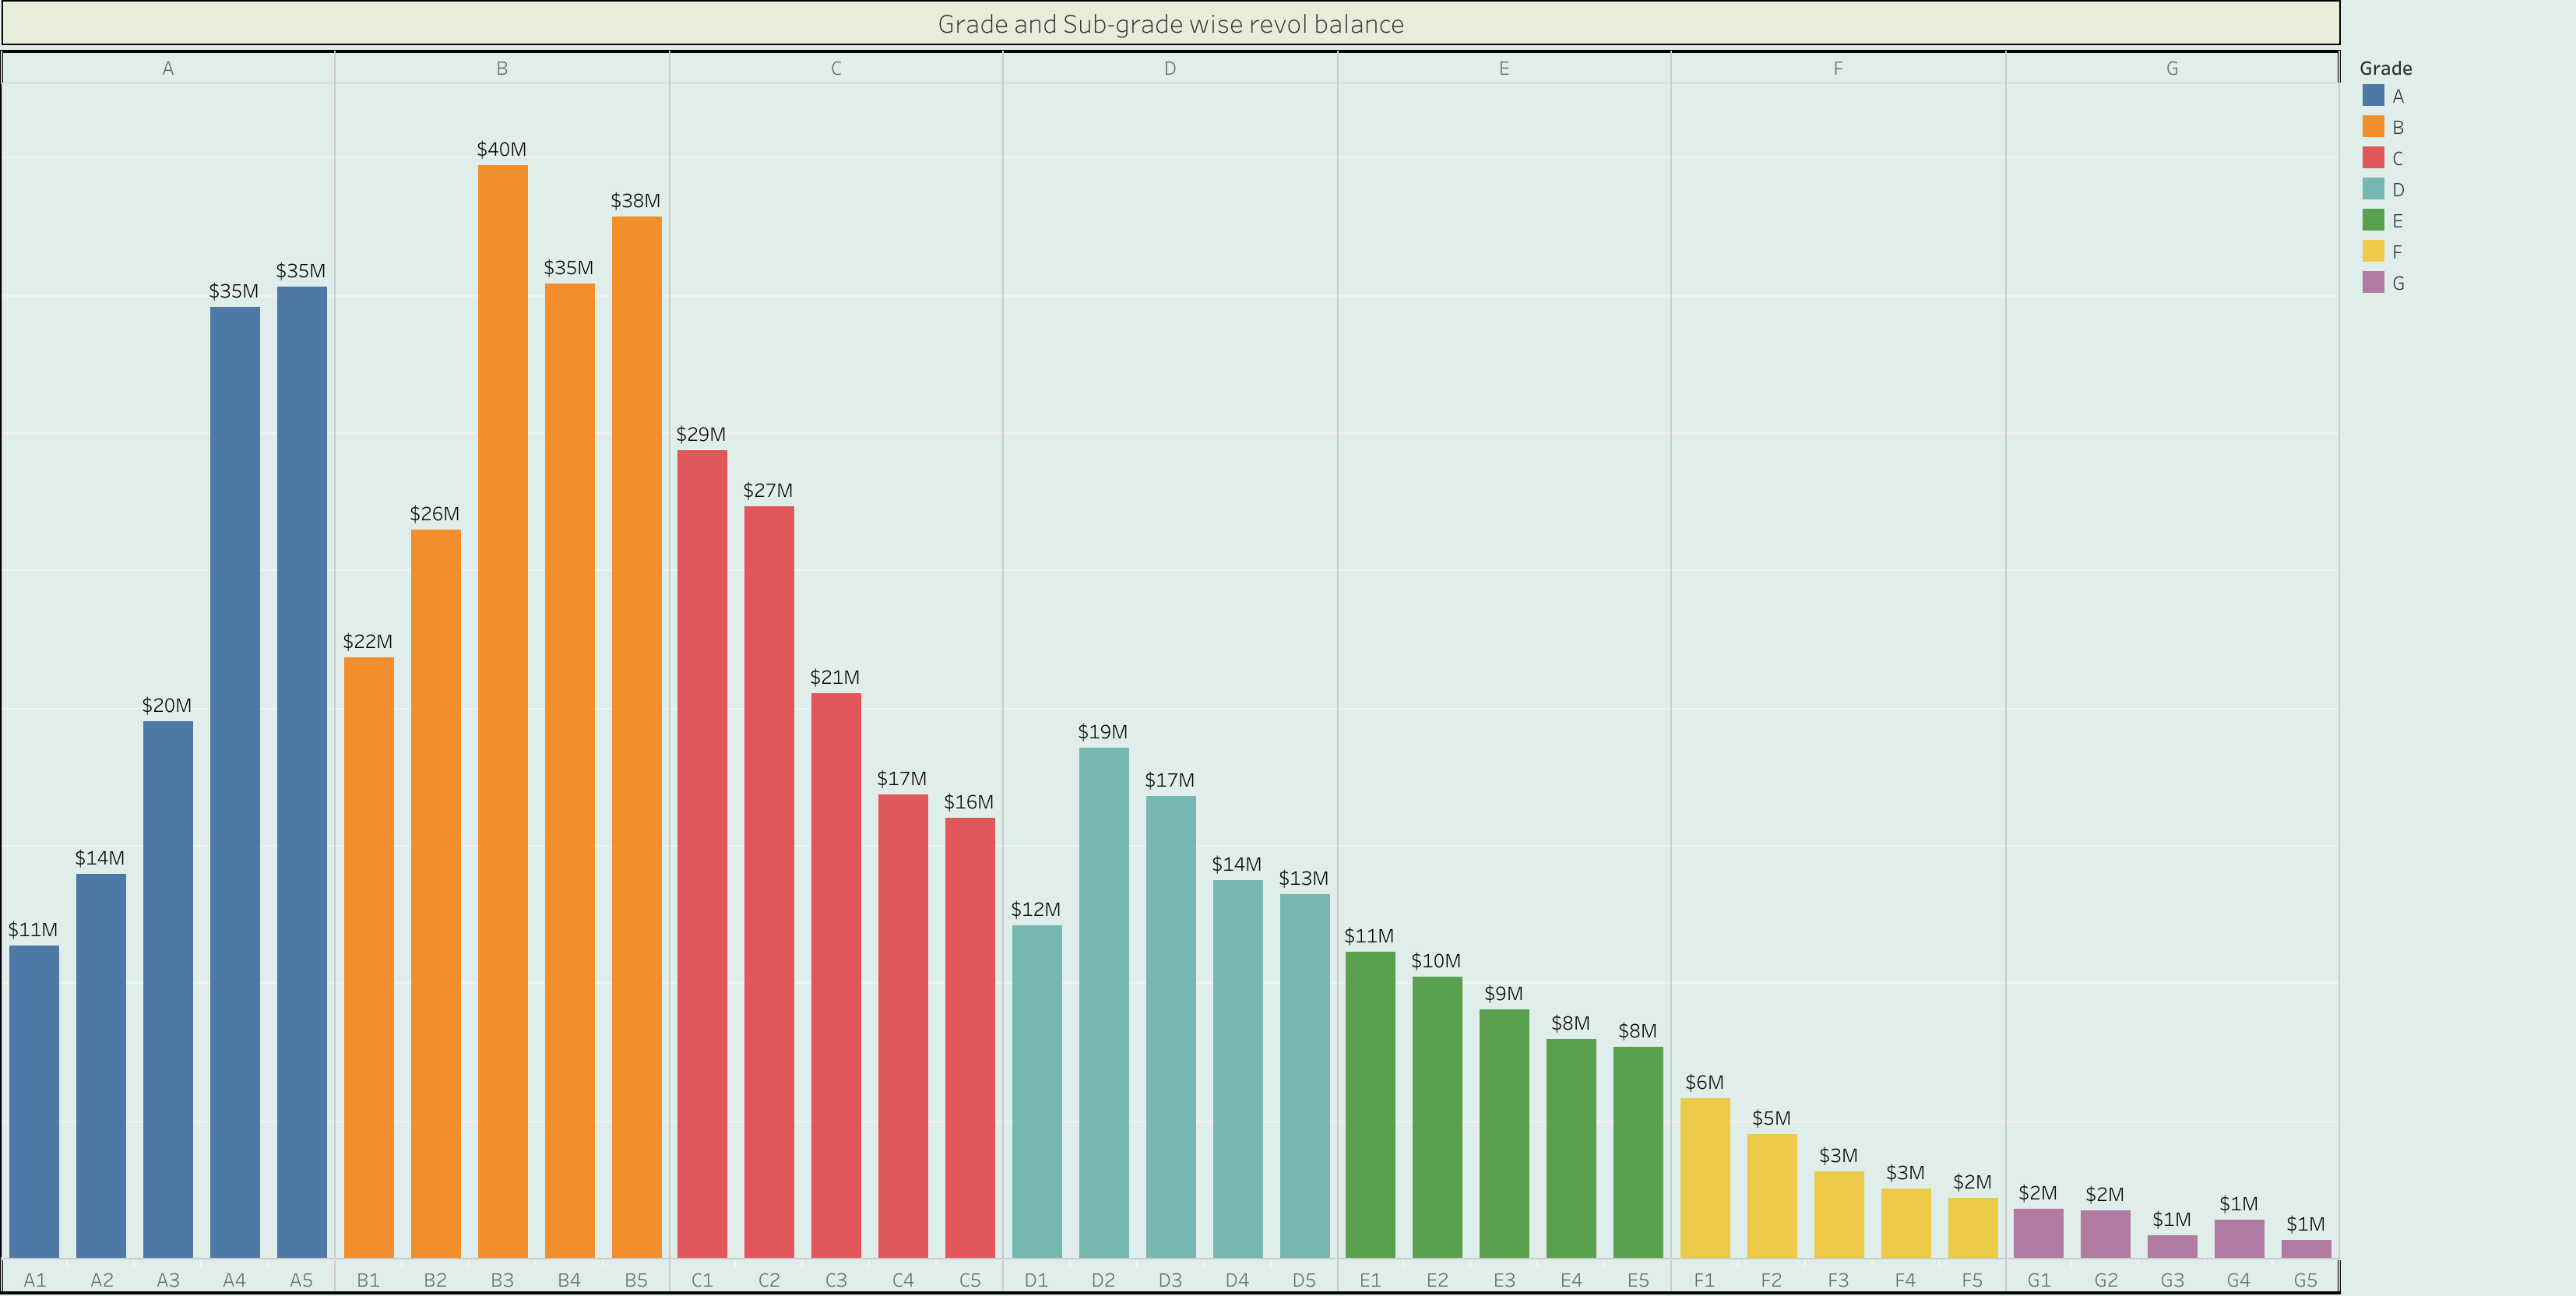 Grade and Sub-grade wise revol balance
A B C D E F G
Grade
A
B
C
D
E
F
G
$11M $14M $20M $35M $35M $22M $26M $40M $35M $38M $29M $27M $21M $17M $16M $12M $19M $17M $14M $13M $11M $10M $9M $8M $8M $6M $5M $3M $3M $2M $2M $2M $1M $1M $1M
A1 A2 A3 A4 A5 B1 B2 B3 B4 B5 C1 C2 C3 C4 C5 D1 D2 D3 D4 D5 E1 E2 E3 E4 E5 F1 F2 F3 F4 F5 G1 G2 G3 G4 G5